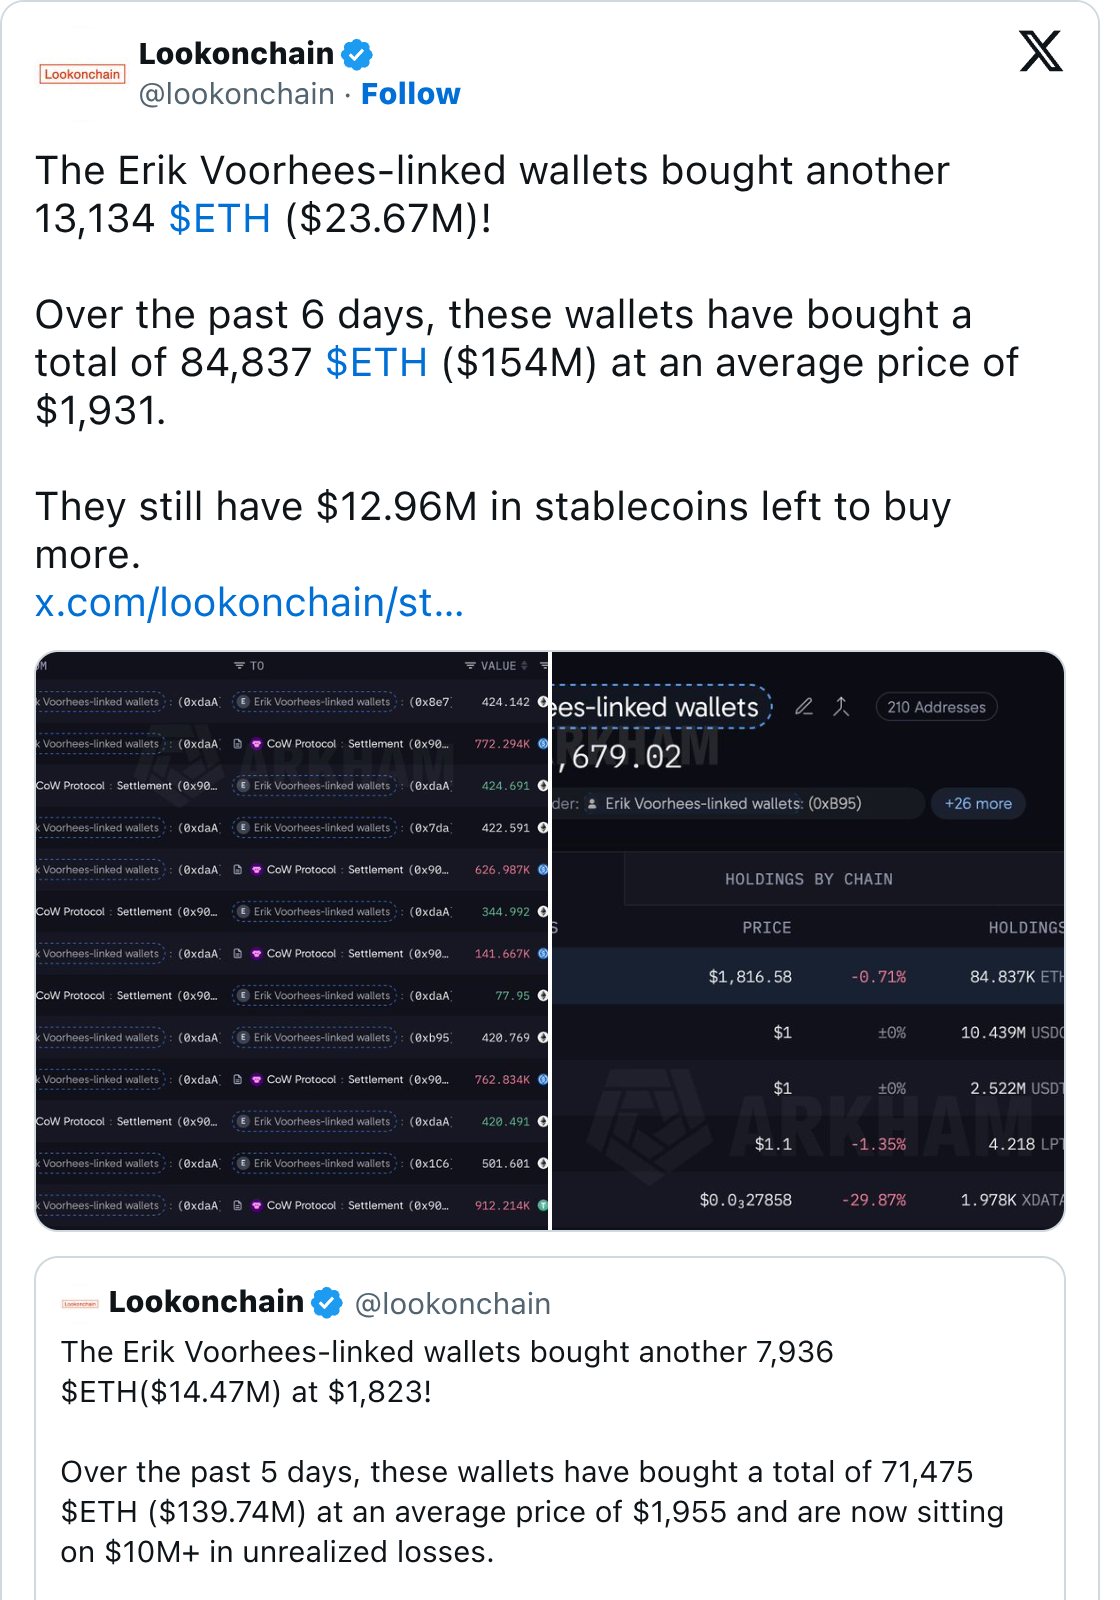 Lookonchain
Lookonchain
@lookonchain · Follow
The Erik Voorhees-linked wallets bought another
13,134 $ETH ($23.67M)!
Over the past 6 days, these wallets have bought a
total of 84,837 $ETH ($154M) at an average price of
$1,931.
They still have $12.96M in stablecoins left to buy
more.
x.com/lookonchain/st...
TO VALUE
k Voorhees-linked wallets : (0xdaA E Erik Voorhees-linked wallets : (0x8e7 424.142
k Voorhees-linked wallets : (0xdaA CoW Protocol : Settlement (0x90... 772.294K
CoW Protocol : Settlement (0x90... E Erik Voorhees-linked wallets : (0xdaA 424.691
k Voorhees-linked wallets : (0xdaA E Erik Voorhees-linked wallets : (0x7da 422.591
k Voorhees-linked wallets : (0xdaA CoW Protocol : Settlement (0x90... 626.987K
CoW Protocol : Settlement (0x90... E Erik Voorhees-linked wallets : (0xdaA 344.992
k Voorhees-linked wallets : (0xdaA CoW Protocol : Settlement (0x90... 141.667K
CoW Protocol : Settlement (0x90... E Erik Voorhees-linked wallets : (0xdaA 77.95
k Voorhees-linked wallets : (0xdaA E Erik Voorhees-linked wallets : (0xb95 420.769
k Voorhees-linked wallets : (0xdaA CoW Protocol : Settlement (0x90... 762.834K
CoW Protocol : Settlement (0x90... E Erik Voorhees-linked wallets : (0xdaA 420.491
k Voorhees-linked wallets : (0xdaA E Erik Voorhees-linked wallets : (0x1C6 501.601
k Voorhees-linked wallets : (0xdaA CoW Protocol : Settlement (0x90... 912.214K
ARKHAM
ees-linked wallets 210 Addresses
,679.02
der: Erik Voorhees-linked wallets: (0xB95) +26 more
HOLDINGS BY CHAIN
PRICE HOLDINGS
$1,816.58 -0.71% 84.837K ETH
$1 ±0% 10.439M USDC
$1 ±0% 2.522M USDT
$1.1 -1.35% 4.218 LPT
$0.0₃27858 -29.87% 1.978K XDATA
ARKHAM
Lookonchain @lookonchain
The Erik Voorhees-linked wallets bought another 7,936
$ETH($14.47M) at $1,823!
Over the past 5 days, these wallets have bought a total of 71,475
$ETH ($139.74M) at an average price of $1,955 and are now sitting
on $10M+ in unrealized losses.